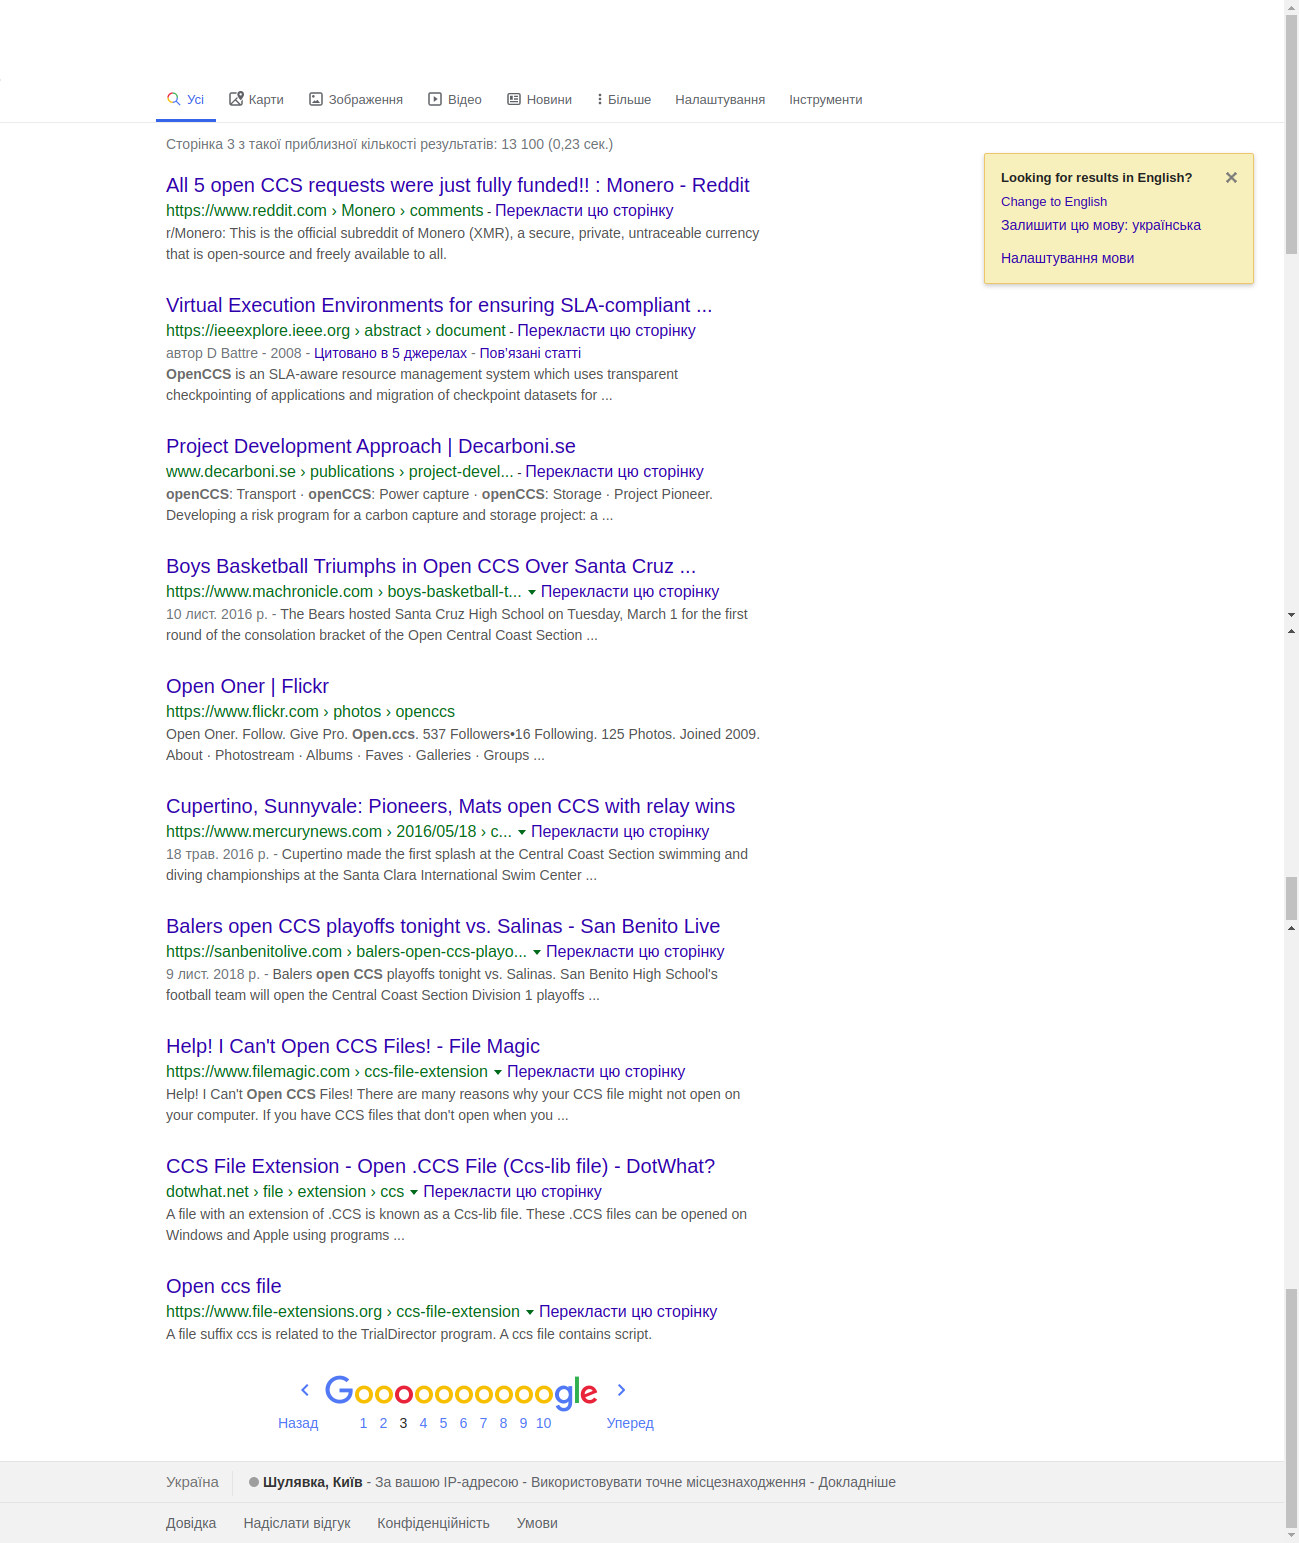 Усі Карти Зображення Відео Новини Більше Налаштування Інструменти
Сторінка 3 з такої приблизної кількості результатів: 13 100 (0,23 сек.)
Looking for results in English?
Change to English
Залишити цю мову: українська
Налаштування мови
All 5 open CCS requests were just fully funded!! : Monero - Reddit
https://www.reddit.com › Monero › comments - Перекласти цю сторінку
r/Monero: This is the official subreddit of Monero (XMR), a secure, private, untraceable currency
that is open-source and freely available to all.
Virtual Execution Environments for ensuring SLA-compliant ...
https://ieeexplore.ieee.org › abstract › document - Перекласти цю сторінку
автор D Battre - 2008 - Цитовано в 5 джерелах - Пов'язані статті
OpenCCS is an SLA-aware resource management system which uses transparent
checkpointing of applications and migration of checkpoint datasets for ...
Project Development Approach | Decarboni.se
www.decarboni.se › publications › project-devel... - Перекласти цю сторінку
openCCS: Transport · openCCS: Power capture · openCCS: Storage · Project Pioneer.
Developing a risk program for a carbon capture and storage project: a ...
Boys Basketball Triumphs in Open CCS Over Santa Cruz ...
https://www.machronicle.com › boys-basketball-t... Перекласти цю сторінку
10 лист. 2016 р. - The Bears hosted Santa Cruz High School on Tuesday, March 1 for the first
round of the consolation bracket of the Open Central Coast Section ...
Open Oner | Flickr
https://www.flickr.com › photos › openccs
Open Oner. Follow. Give Pro. Open.ccs. 537 Followers•16 Following. 125 Photos. Joined 2009.
About · Photostream · Albums · Faves · Galleries · Groups ...
Cupertino, Sunnyvale: Pioneers, Mats open CCS with relay wins
https://www.mercurynews.com › 2016/05/18 › c... Перекласти цю сторінку
18 трав. 2016 р. - Cupertino made the first splash at the Central Coast Section swimming and
diving championships at the Santa Clara International Swim Center ...
Balers open CCS playoffs tonight vs. Salinas - San Benito Live
https://sanbenitolive.com › balers-open-ccs-playo... Перекласти цю сторінку
9 лист. 2018 р. - Balers open CCS playoffs tonight vs. Salinas. San Benito High School's
football team will open the Central Coast Section Division 1 playoffs ...
Help! I Can't Open CCS Files! - File Magic
https://www.filemagic.com › ccs-file-extension Перекласти цю сторінку
Help! I Can't Open CCS Files! There are many reasons why your CCS file might not open on
your computer. If you have CCS files that don't open when you ...
CCS File Extension - Open .CCS File (Ccs-lib file) - DotWhat?
dotwhat.net › file › extension › ccs Перекласти цю сторінку
A file with an extension of .CCS is known as a Ccs-lib file. These .CCS files can be opened on
Windows and Apple using programs ...
Open ccs file
https://www.file-extensions.org › ccs-file-extension Перекласти цю сторінку
A file suffix ccs is related to the TrialDirector program. A ccs file contains script.
Goooooooooogle
Назад 1 2 3 4 5 6 7 8 9 10 Уперед
Україна Шулявка, Київ - За вашою IP-адресою - Використовувати точне місцезнаходження - Докладніше
Довідка Надіслати відгук Конфіденційність Умови